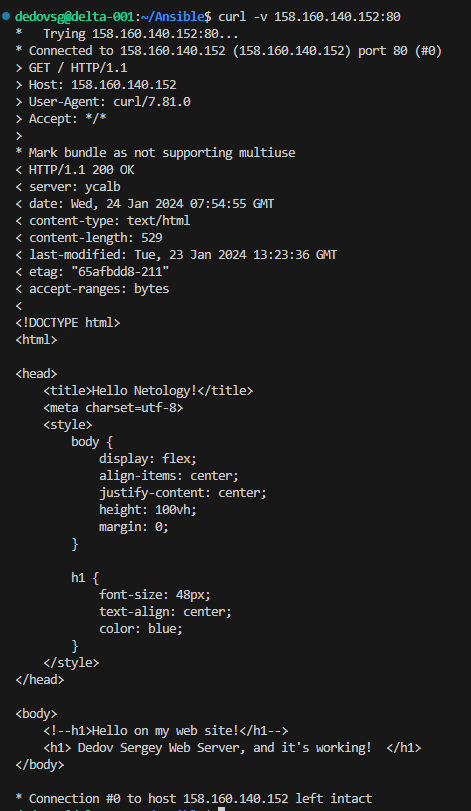 dedovsg@delta-001:~/Ansible$ curl -v 158.160.140.152:80
*   Trying 158.160.140.152:80...
* Connected to 158.160.140.152 (158.160.140.152) port 80 (#0)
> GET / HTTP/1.1
> Host: 158.160.140.152
> User-Agent: curl/7.81.0
> Accept: */*
>
* Mark bundle as not supporting multiuse
< HTTP/1.1 200 OK
< server: ycalb
< date: Wed, 24 Jan 2024 07:54:55 GMT
< content-type: text/html
< content-length: 529
< last-modified: Tue, 23 Jan 2024 13:23:36 GMT
< etag: "65afbdd8-211"
< accept-ranges: bytes
<
<!DOCTYPE html>
<html>

<head>
    <title>Hello Netology!</title>
    <meta charset=utf-8>
    <style>
        body {
            display: flex;
            align-items: center;
            justify-content: center;
            height: 100vh;
            margin: 0;
        }

        h1 {
            font-size: 48px;
            text-align: center;
            color: blue;
        }
    </style>
</head>

<body>
    <!--h1>Hello on my web site!</h1-->
    <h1> Dedov Sergey Web Server, and it's working!  </h1>
</body>

* Connection #0 to host 158.160.140.152 left intact